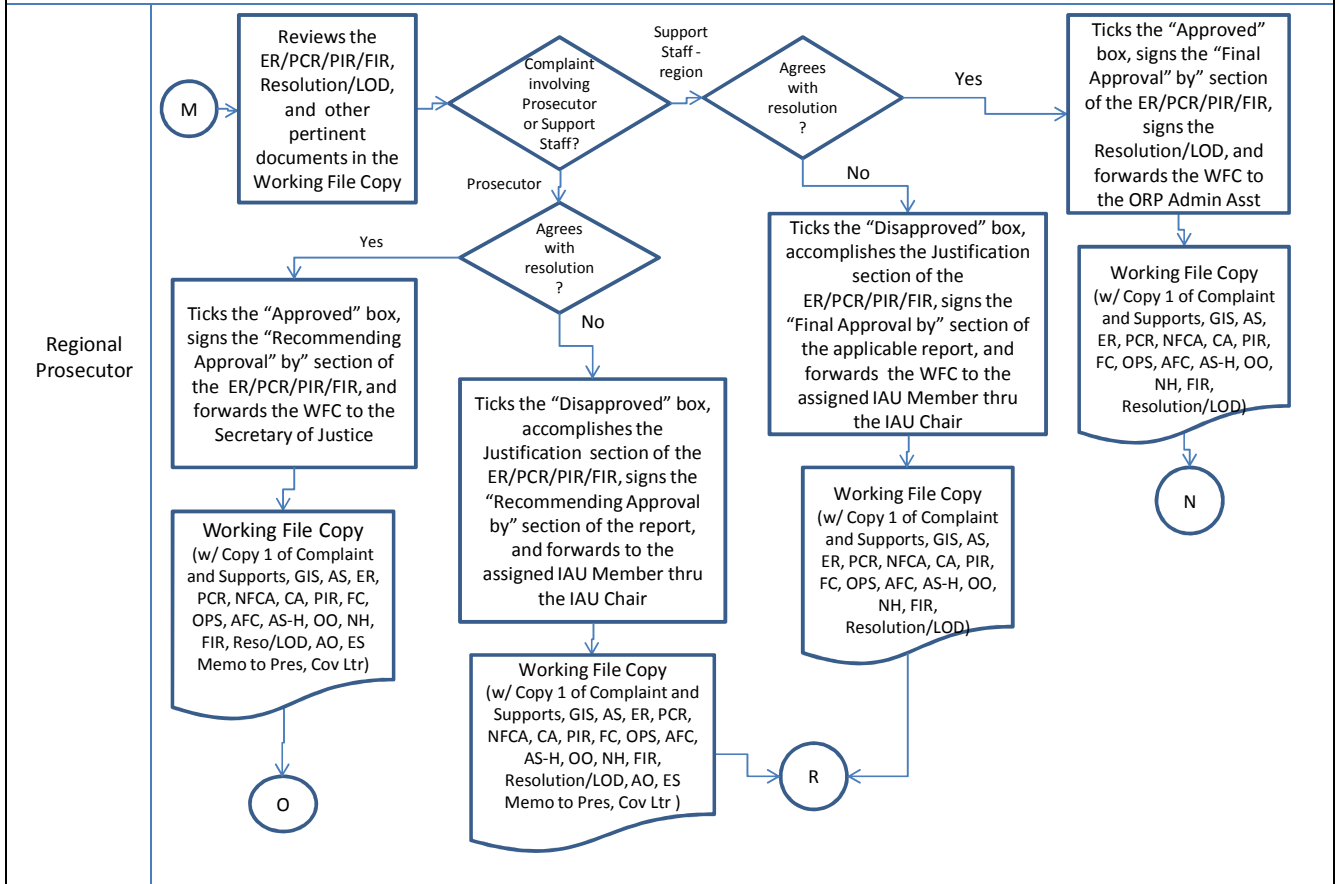 Regional
Prosecutor
M
Reviews the
ER/PCR/PIR/FIR,
Resolution/LOD,
and other
pertinent
documents in the
Working File Copy
Complaint
involving
Prosecutor
or Support
Staff?
Support
Staff -
region
Agrees
with
resolution
?
Yes
Ticks the “Approved”
box, signs the “Final
Approval” by” section
of the ER/PCR/PIR/FIR,
signs the
Resolution/LOD, and
forwards the WFC to
the ORP Admin Asst
No
Prosecutor
Agrees
with
resolution
?
Yes
Ticks the “Approved” box,
signs the “Recommending
Approval” by” section of
the ER/PCR/PIR/FIR, and
forwards the WFC to the
Secretary of Justice
No
Ticks the “Disapproved” box,
accomplishes the
Justification section of the
ER/PCR/PIR/FIR, signs the
“Recommending Approval
by” section of the report,
and forwards to the
assigned IAU Member thru
the IAU Chair
Ticks the “Disapproved” box,
accomplishes the Justification
section of the
ER/PCR/PIR/FIR, signs the
“Final Approval by” section of
the applicable report, and
forwards the WFC to the
assigned IAU Member thru
the IAU Chair
Working File Copy
(w/ Copy 1 of Complaint
and Supports, GIS, AS,
ER, PCR, NFCA, CA, PIR,
FC, OPS, AFC, AS-H, OO,
NH, FIR,
Resolution/LOD)
N
Working File Copy
(w/ Copy 1 of Complaint
and Supports, GIS, AS, ER,
PCR, NFCA, CA, PIR, FC,
OPS, AFC, AS-H, OO, NH,
FIR, Reso/LOD, AO, ES
Memo to Pres, Cov Ltr)
O
Working File Copy
(w/ Copy 1 of Complaint and
Supports, GIS, AS, ER, PCR,
NFCA, CA, PIR, FC, OPS, AFC,
AS-H, OO, NH, FIR,
Resolution/LOD, AO, ES
Memo to Pres, Cov Ltr )
Working File Copy
(w/ Copy 1 of Complaint
and Supports, GIS, AS,
ER, PCR, NFCA, CA, PIR,
FC, OPS, AFC, AS-H, OO,
NH, FIR,
Resolution/LOD)
R